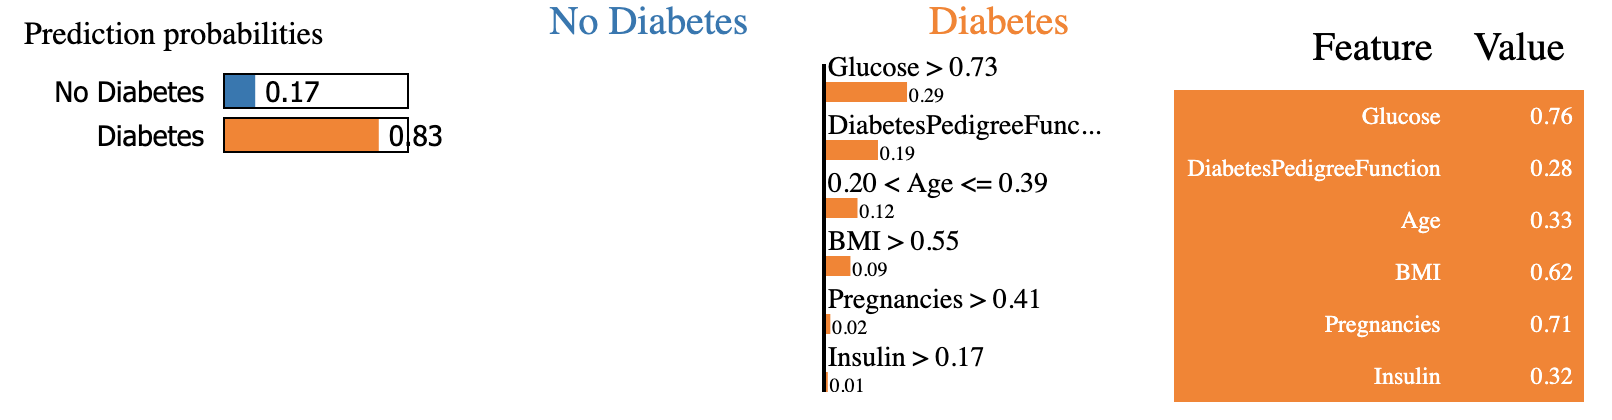 Prediction probabilities
No Diabetes 0.17
Diabetes 0.83
No Diabetes Diabetes
Glucose > 0.73
0.29
DiabetesPedigreeFunc...
0.19
0.20 < Age <= 0.39
0.12
BMI > 0.55
0.09
Pregnancies > 0.41
0.02
Insulin > 0.17
0.01
Feature Value
Glucose 0.76
DiabetesPedigreeFunction 0.28
Age 0.33
BMI 0.62
Pregnancies 0.71
Insulin 0.32